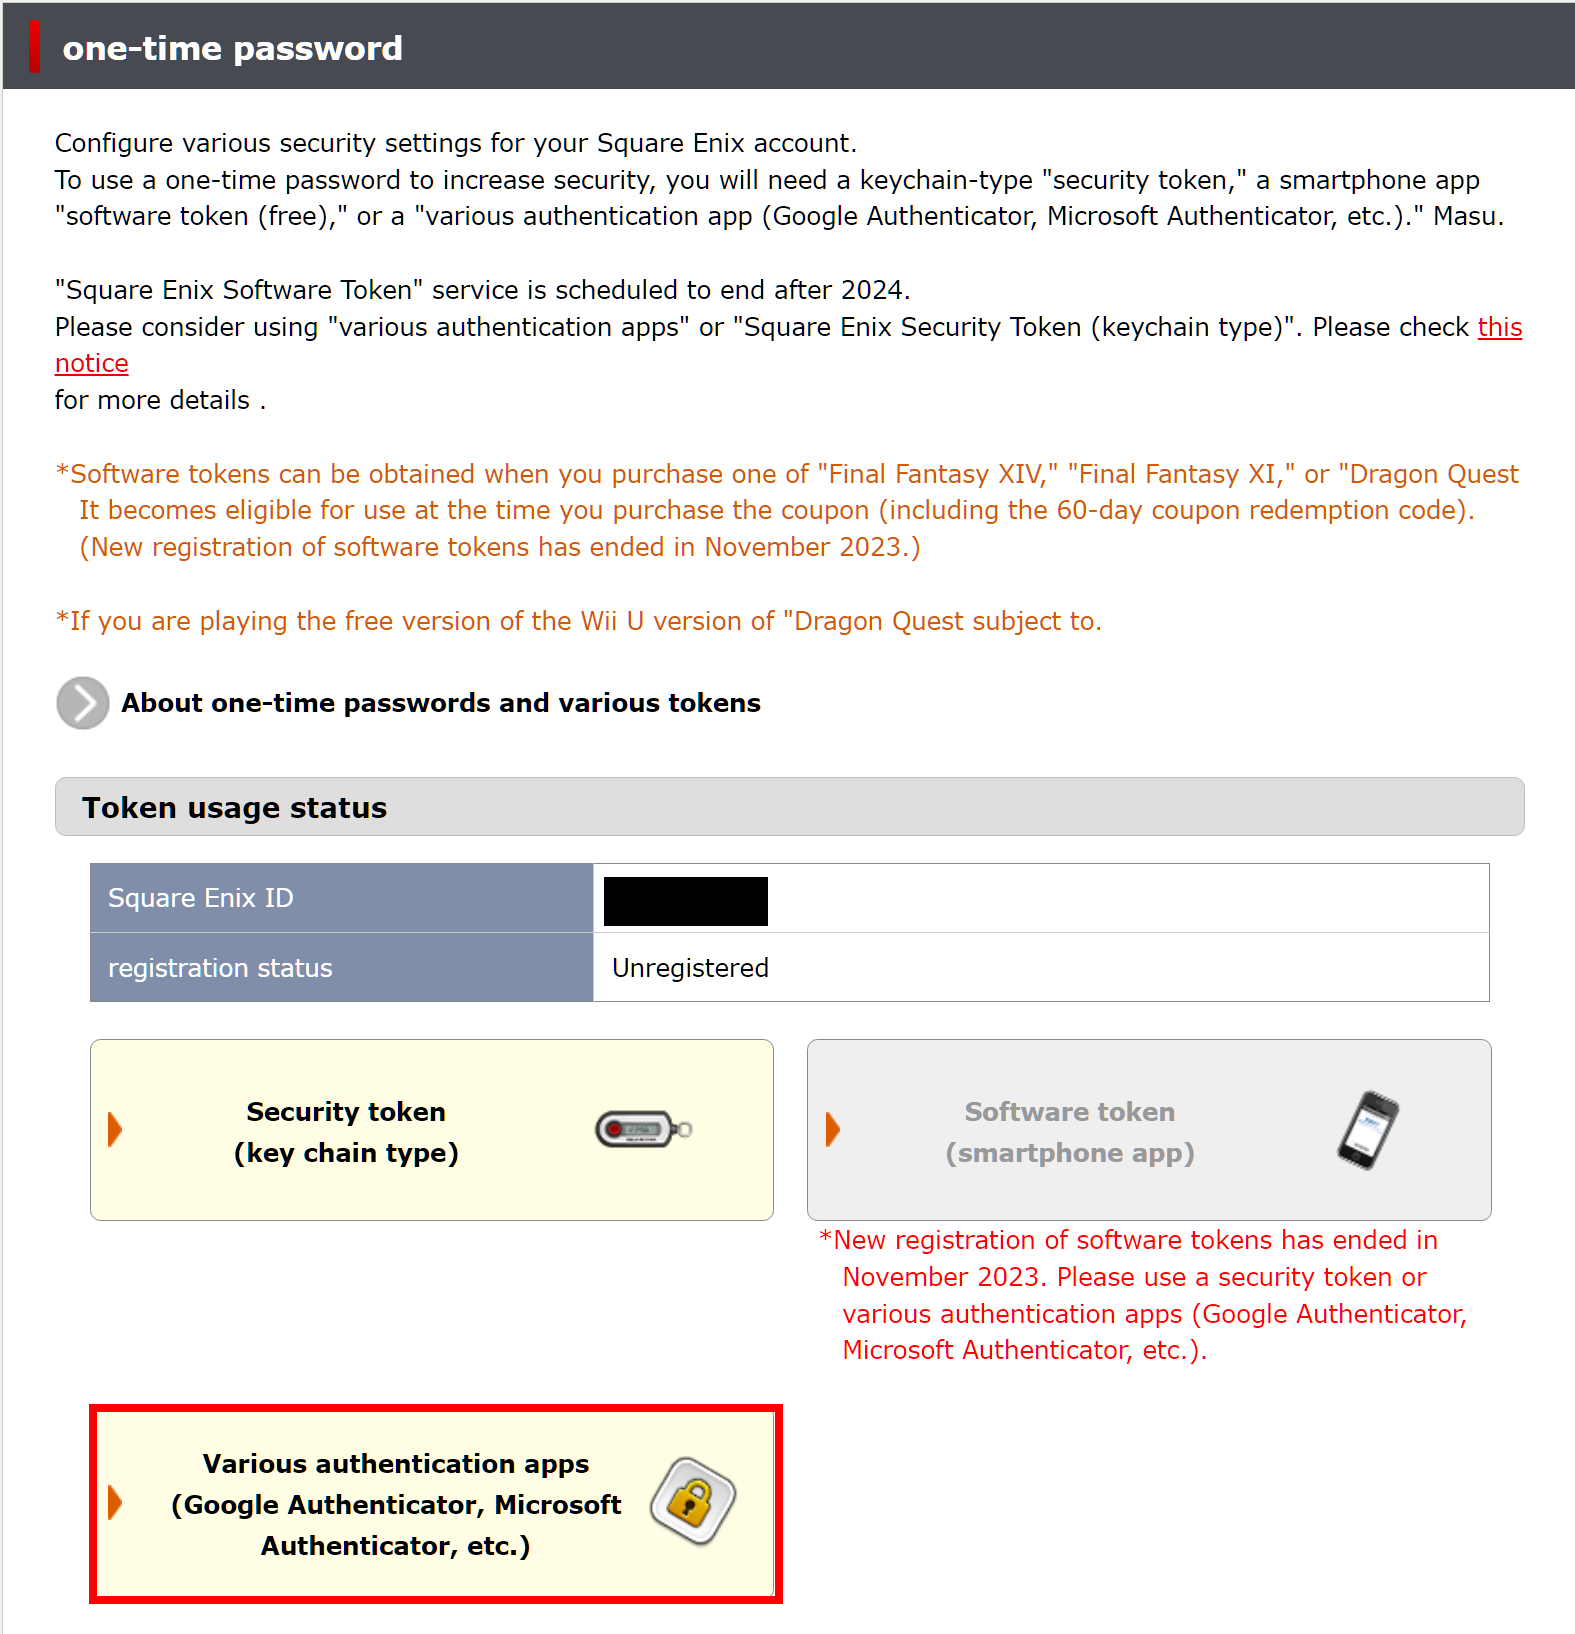 one-time password
Configure various security settings for your Square Enix account.
To use a one-time password to increase security, you will need a keychain-type "security token," a smartphone app
"software token (free)," or a "various authentication app (Google Authenticator, Microsoft Authenticator, etc.)." Masu.
"Square Enix Software Token" service is scheduled to end after 2024.
Please consider using "various authentication apps" or "Square Enix Security Token (keychain type)". Please check this
notice
for more details .
*Software tokens can be obtained when you purchase one of "Final Fantasy XIV," "Final Fantasy XI," or "Dragon Quest
It becomes eligible for use at the time you purchase the coupon (including the 60-day coupon redemption code).
(New registration of software tokens has ended in November 2023.)
*If you are playing the free version of the Wii U version of "Dragon Quest subject to.
About one-time passwords and various tokens
Token usage status
Square Enix ID
registration status
Unregistered
Security token
(key chain type)
Software token
(smartphone app)
*New registration of software tokens has ended in
November 2023. Please use a security token or
various authentication apps (Google Authenticator,
Microsoft Authenticator, etc.).
Various authentication apps
(Google Authenticator, Microsoft
Authenticator, etc.)